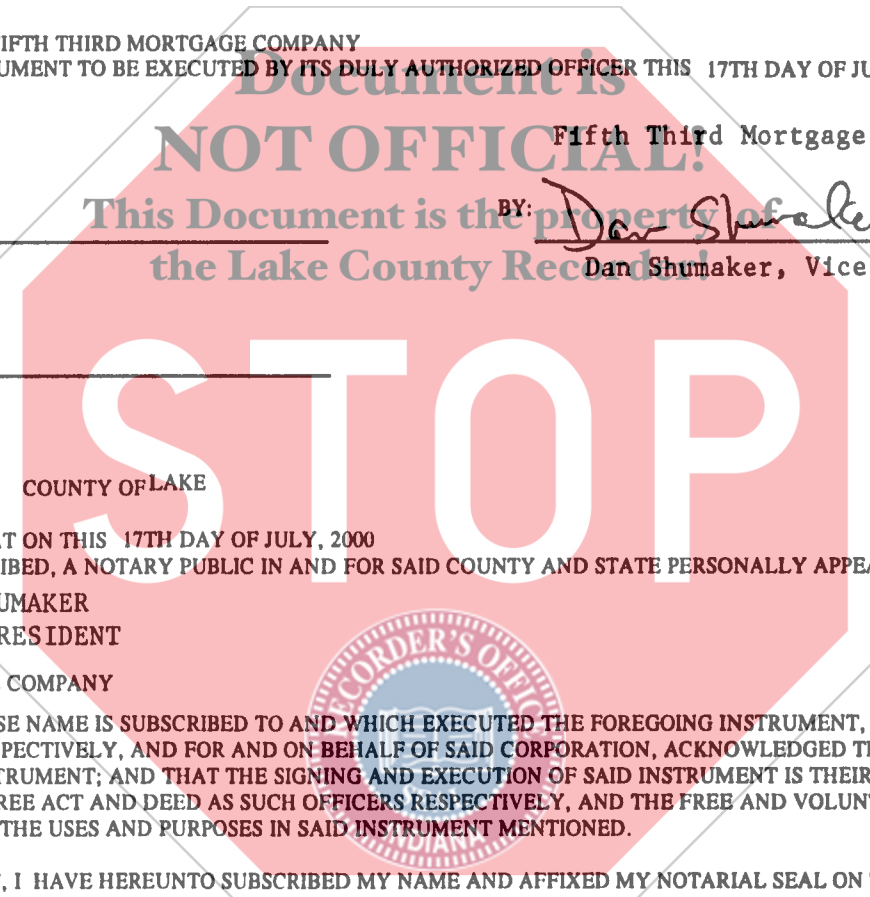 IFTH THIRD MORTGAGE COMPANY
UMENT TO BE EXECUTED BY ITS DULY AUTHORIZED OFFICER THIS 17TH DAY OF JU
Document is
NOT OFFICIAL!
This Document is the property of
the Lake County Recorder!
Fifth Third Mortgage
BY: Dan Shumake
Dan Shumaker, Vice
STOP
COUNTY OF LAKE
AT ON THIS 17TH DAY OF JULY, 2000
IBED, A NOTARY PUBLIC IN AND FOR SAID COUNTY AND STATE PERSONALLY APPEA
UMAKER
RESIDENT
COMPANY
SE NAME IS SUBSCRIBED TO AND WHICH EXECUTED THE FOREGOING INSTRUMENT,
PECTIVELY, AND FOR AND ON BEHALF OF SAID CORPORATION, ACKNOWLEDGED TH
TRUMENT; AND THAT THE SIGNING AND EXECUTION OF SAID INSTRUMENT IS THEIR
REE ACT AND DEED AS SUCH OFFICERS RESPECTIVELY, AND THE FREE AND VOLUNT
THE USES AND PURPOSES IN SAID INSTRUMENT MENTIONED.
, I HAVE HEREUNTO SUBSCRIBED MY NAME AND AFFIXED MY NOTARIAL SEAL ON
RECORDER'S OFFICE
INDIANA